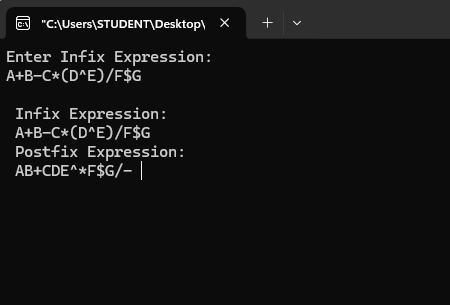 "C:\Users\STUDENT\Desktop\
Enter Infix Expression:
A+B-C*(D^E)/F$G
Infix Expression:
A+B-C*(D^E)/F$G
Postfix Expression:
AB+CDE^*F$G/-